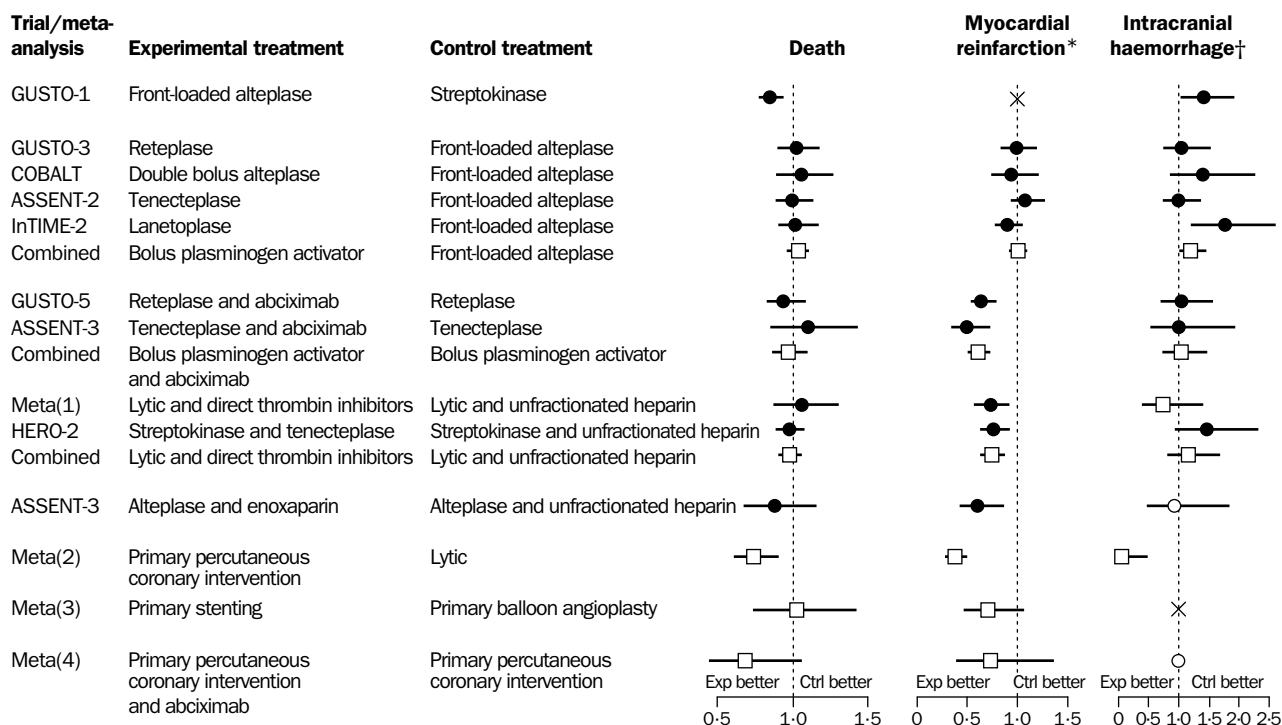 Trial/meta-
analysis Experimental treatment Control treatment Death Myocardial
reinfarction* Intracranial
haemorrhage†
GUSTO-1 Front-loaded alteplase Streptokinase
GUSTO-3 Reteplase Front-loaded alteplase
COBALT Double bolus alteplase Front-loaded alteplase
ASSENT-2 Tenecteplase Front-loaded alteplase
InTIME-2 Lanetoplase Front-loaded alteplase
Combined Bolus plasminogen activator Front-loaded alteplase
GUSTO-5 Reteplase and abciximab Reteplase
ASSENT-3 Tenecteplase and abciximab Tenecteplase
Combined Bolus plasminogen activator Bolus plasminogen activator
and abciximab
Meta(1) Lytic and direct thrombin inhibitors Lytic and unfractionated heparin
HERO-2 Streptokinase and tenecteplase Streptokinase and unfractionated heparin
Combined Lytic and direct thrombin inhibitors Lytic and unfractionated heparin
ASSENT-3 Alteplase and enoxaparin Alteplase and unfractionated heparin
Meta(2) Primary percutaneous Lytic
coronary intervention
Meta(3) Primary stenting Primary balloon angioplasty
Meta(4) Primary percutaneous Primary percutaneous
coronary intervention coronary intervention
and abciximab
Exp better Ctrl better Exp better Ctrl better Exp better Ctrl better
0·5 1·0 1·5 0 0·5 1·0 1·5 0 0·5 1·0 1·5 2·0 2·5